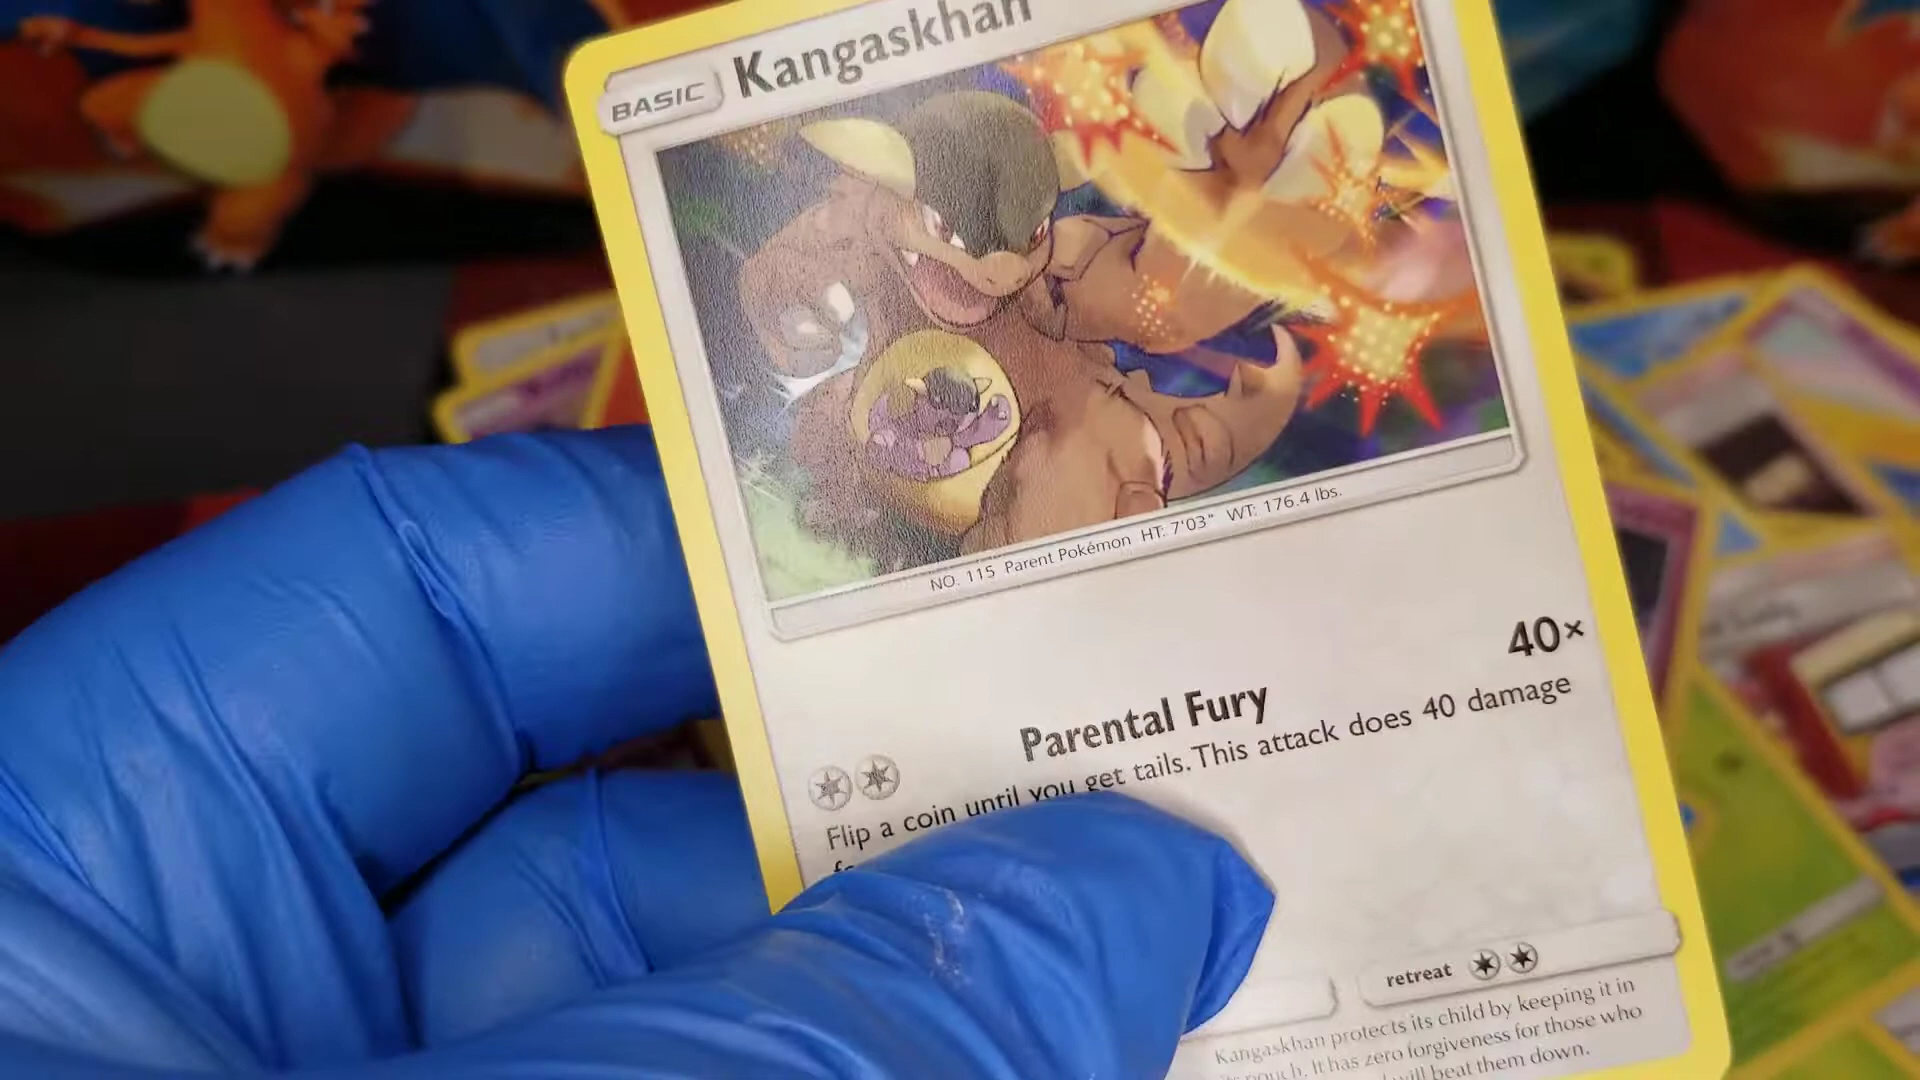 BASIC Kangaskhan
NO. 115 Parent Pokémon HT: 7'03" WT: 176.4 lbs.
Parental Fury 40×
Flip a coin until you get tails. This attack does 40 damage
retreat
Kangaskhan protects its child by keeping it in
pouch. It has zero forgiveness for those who
will beat them down.